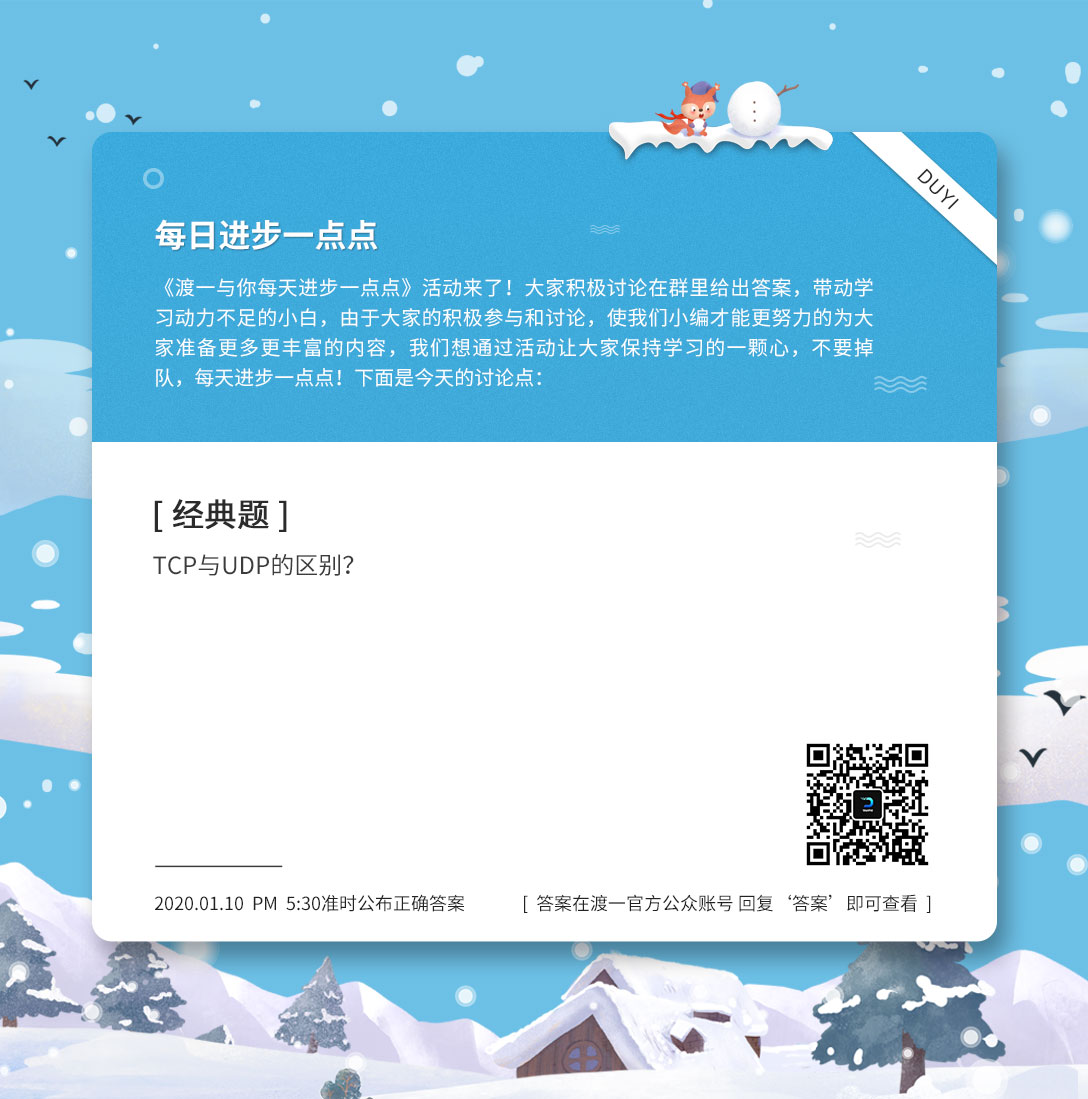 DUYI
每日进步一点点
《渡一与你每天进步一点点》活动来了！大家积极讨论在群里给出答案，带动学
习动力不足的小白，由于大家的积极参与和讨论，使我们小编才能更努力的为大
家准备更多更丰富的内容，我们想通过活动让大家保持学习的一颗心，不要掉
队，每天进步一点点！下面是今天的讨论点：
[ 经典题 ]
TCP与UDP的区别？
2020.01.10 PM 5:30准时公布正确答案
[ 答案在渡一官方公众账号 回复‘答案’即可查看 ]